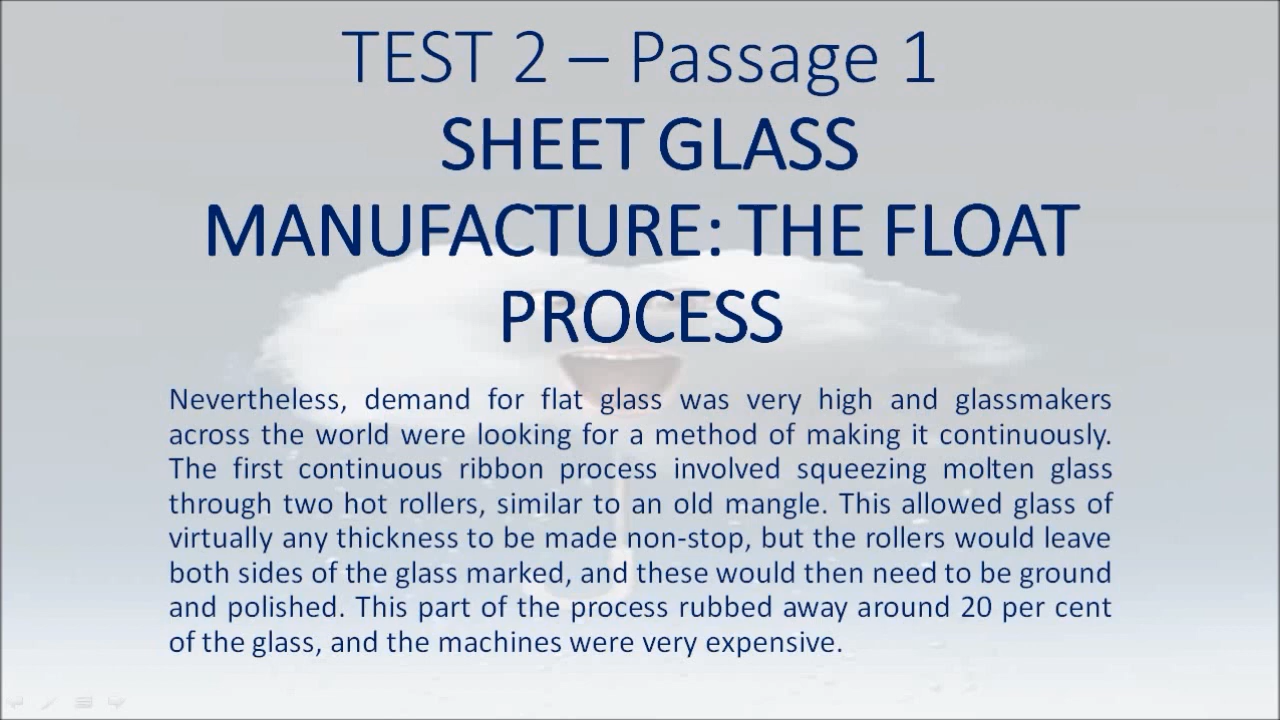 TEST 2 – Passage 1
SHEET GLASS
MANUFACTURE: THE FLOAT
PROCESS
Nevertheless, demand for flat glass was very high and glassmakers
across the world were looking for a method of making it continuously.
The first continuous ribbon process involved squeezing molten glass
through two hot rollers, similar to an old mangle. This allowed glass of
virtually any thickness to be made non-stop, but the rollers would leave
both sides of the glass marked, and these would then need to be ground
and polished. This part of the process rubbed away around 20 per cent
of the glass, and the machines were very expensive.